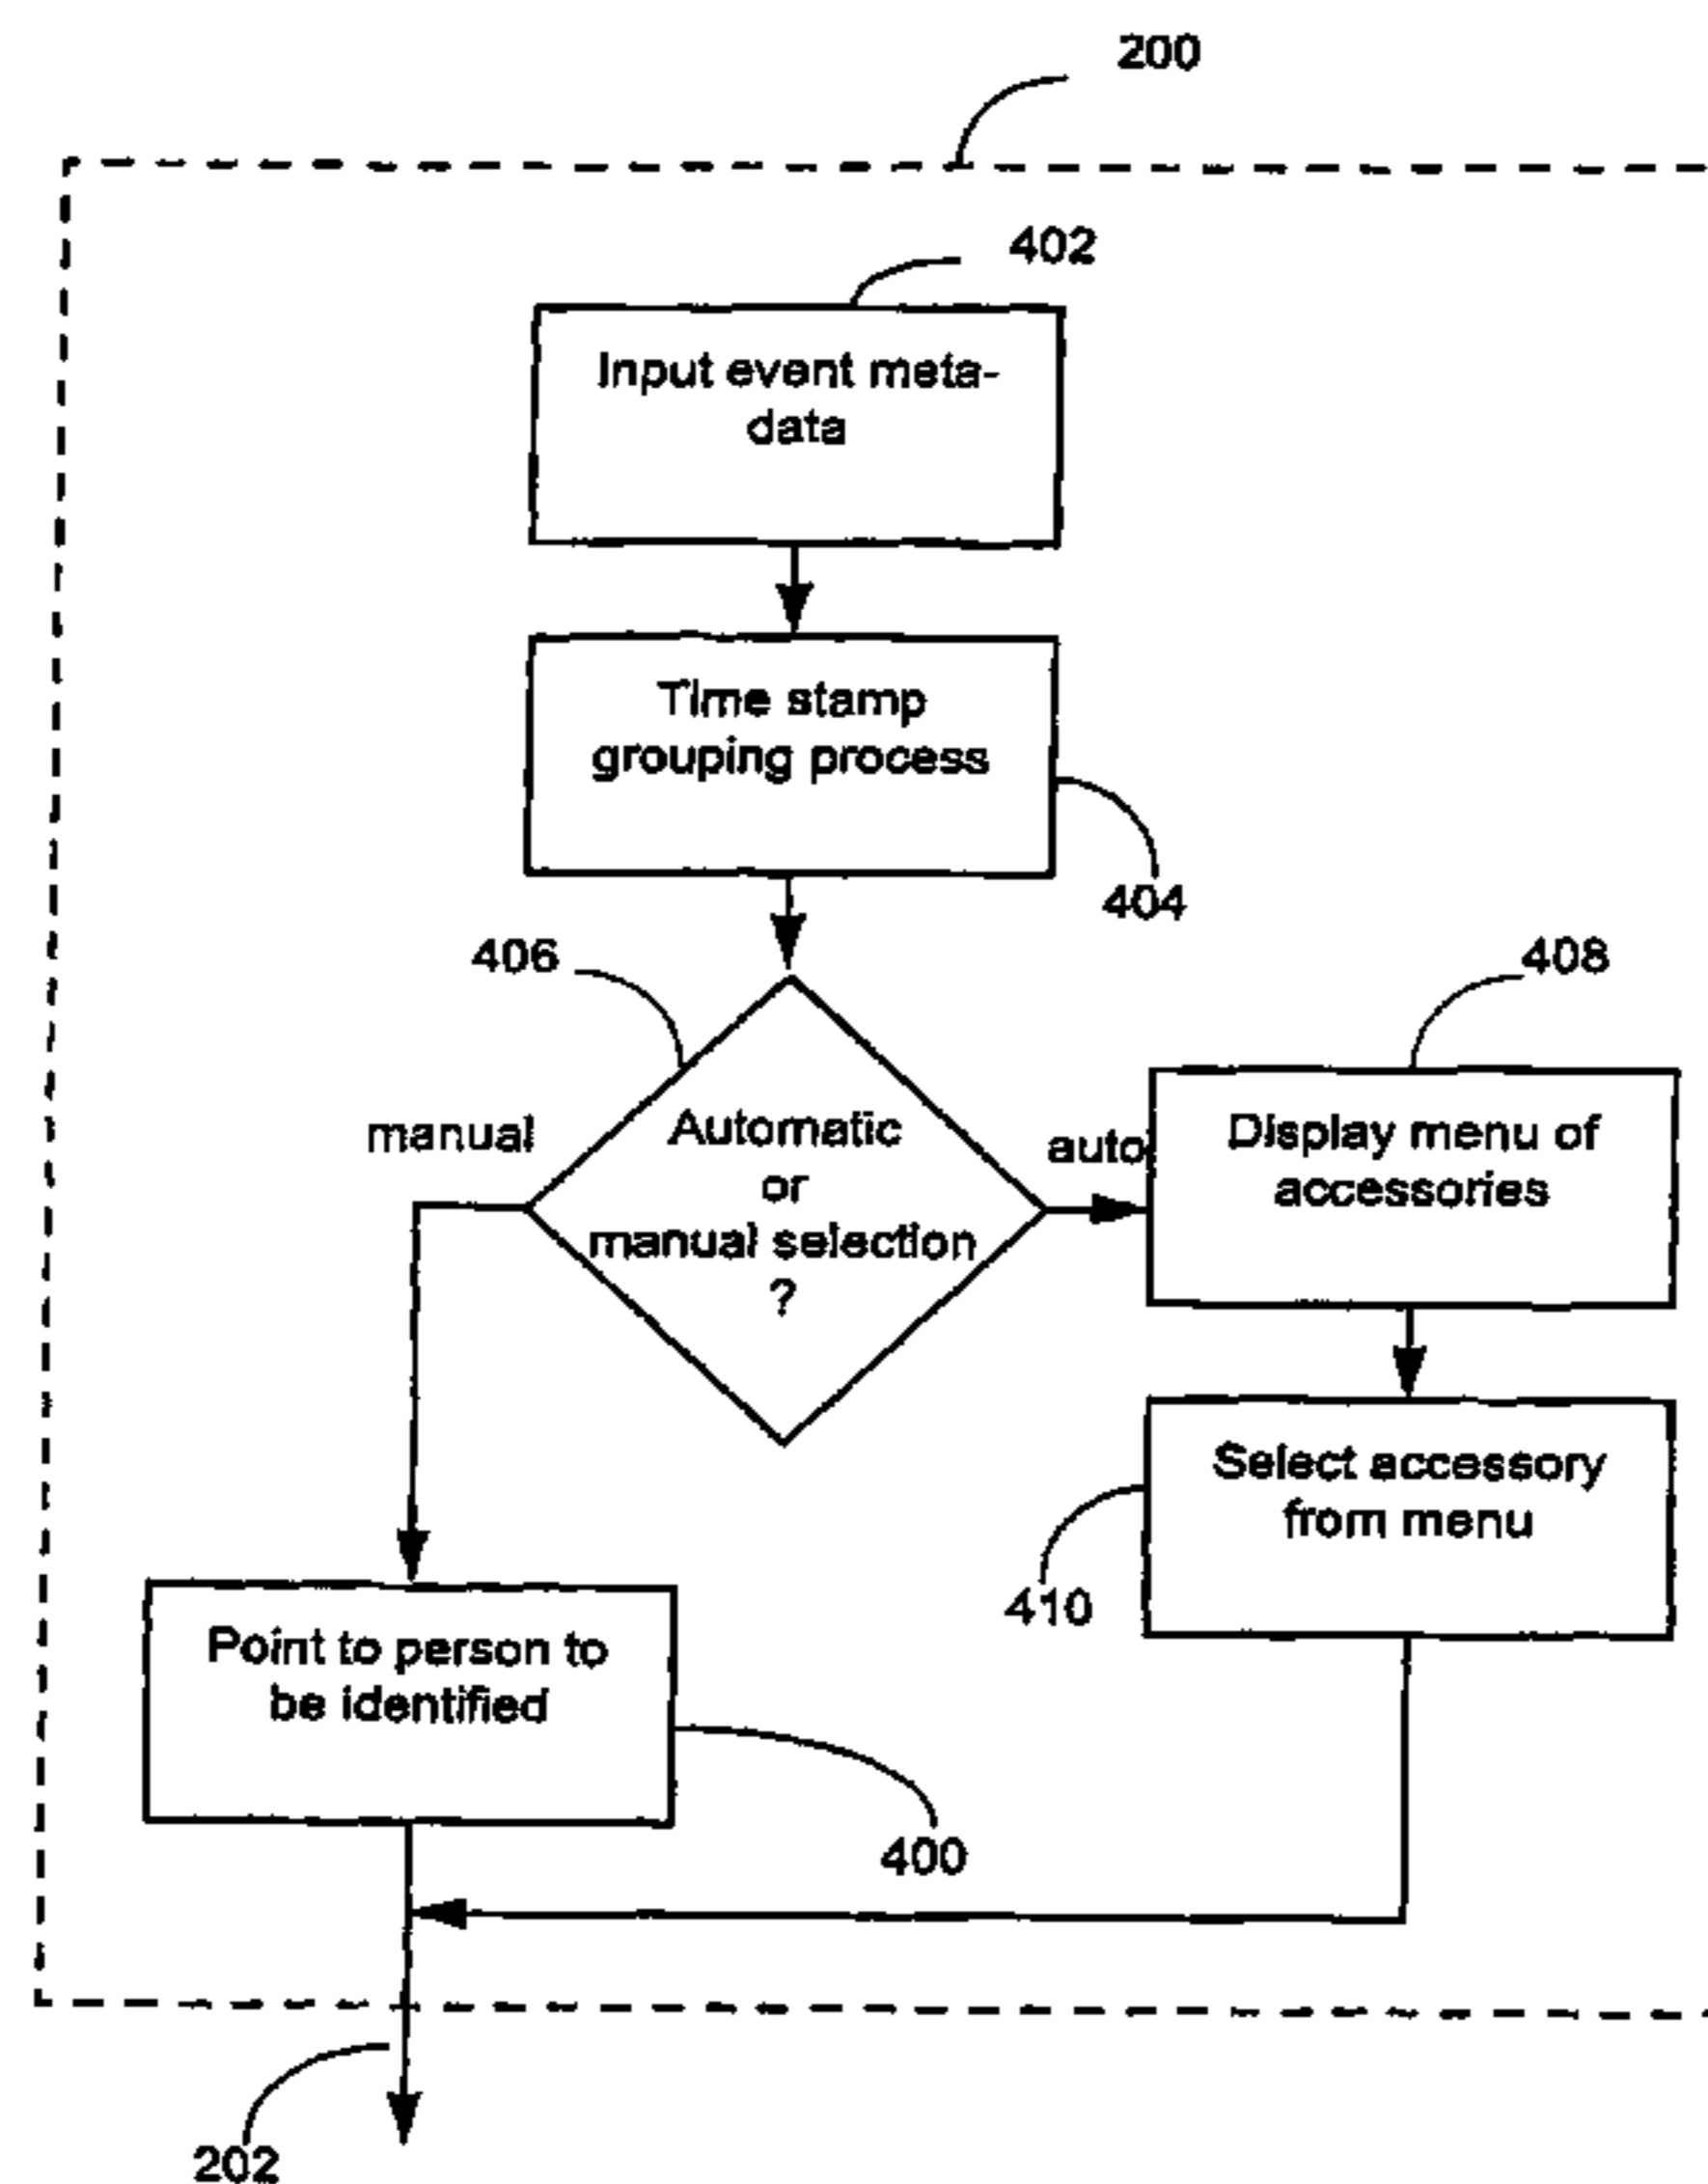 200
402
Input event meta-
data
Time stamp
grouping process
404
406
408
manual
Automatic
or
manual selection
?
auto
Display menu of
accessories
Select accessory
from menu
410
Point to person to
be identified
400
202